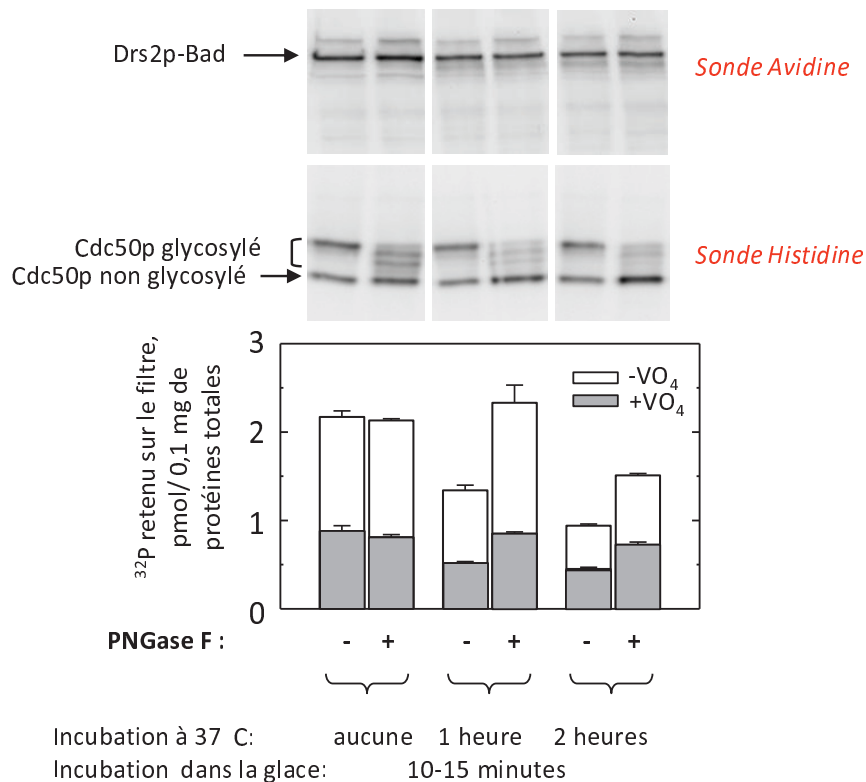 Drs2p-Bad
Sonde Avidine
Cdc50p glycosylé
Cdc50p non glycosylé
Sonde Histidine
³²P retenu sur le filtre,
pmol/ 0,1 mg de
protéines totales
3
2
1
0
-VO₄
+VO₄
PNGase F : - + - + - +
Incubation à 37 C: aucune 1 heure 2 heures
Incubation dans la glace: 10-15 minutes